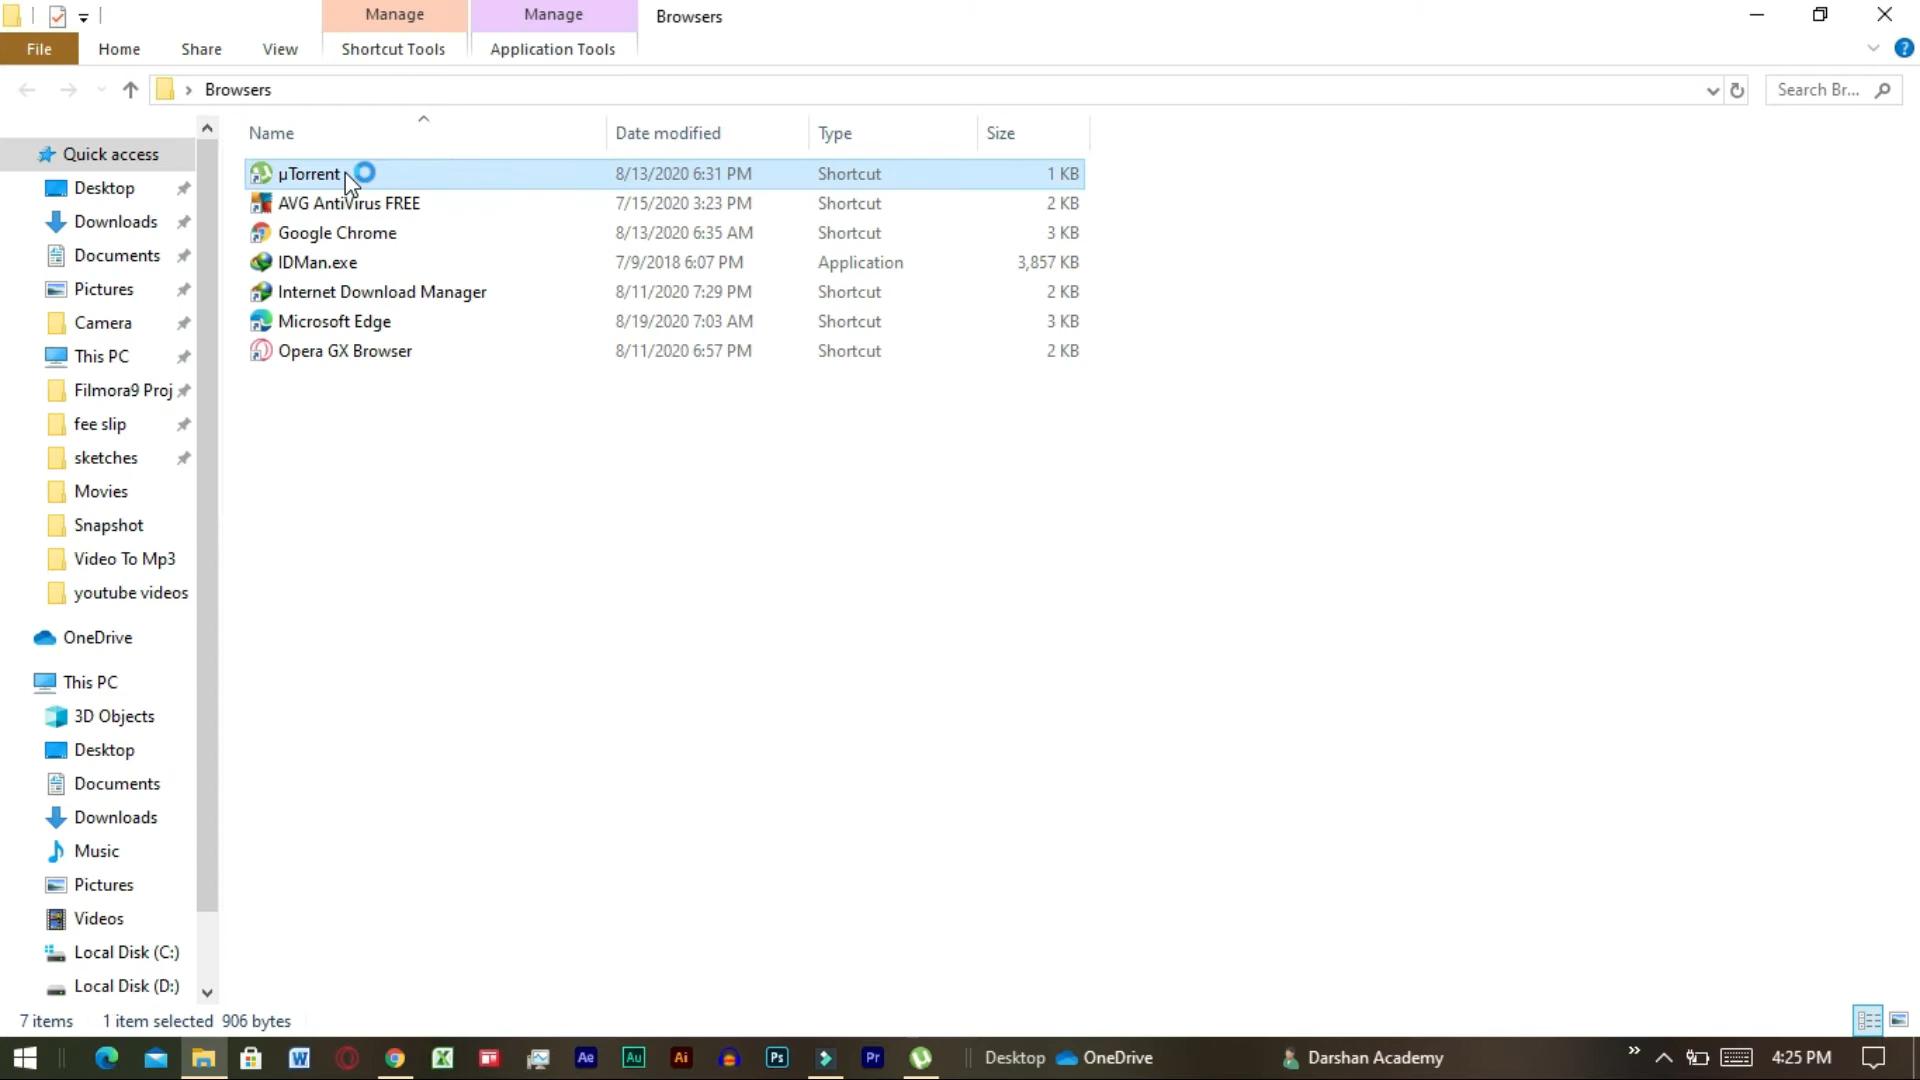 Manage
Manage
Browsers
File
Home
Share
View
Shortcut Tools
Application Tools
Browsers
Search Br...
Name
Date modified
Type
Size
Quick access
µTorrent
8/13/2020 6:31 PM
Shortcut
1 KB
AVG AntiVirus FREE
7/15/2020 3:23 PM
Shortcut
2 KB
Google Chrome
8/13/2020 6:35 AM
Shortcut
3 KB
IDMan.exe
7/9/2018 6:07 PM
Application
3,857 KB
Internet Download Manager
8/11/2020 7:29 PM
Shortcut
2 KB
Microsoft Edge
8/19/2020 7:03 AM
Shortcut
3 KB
Opera GX Browser
8/11/2020 6:57 PM
Shortcut
2 KB
Desktop
Downloads
Documents
Pictures
Camera
This PC
Filmora9 Proj
fee slip
sketches
Movies
Snapshot
Video To Mp3
youtube videos
OneDrive
This PC
3D Objects
Desktop
Documents
Downloads
Music
Pictures
Videos
Local Disk (C:)
Local Disk (D:)
7 items
1 item selected 906 bytes
Ae
Au
Ai
Ps
Pr
Desktop
OneDrive
Darshan Academy
4:25 PM